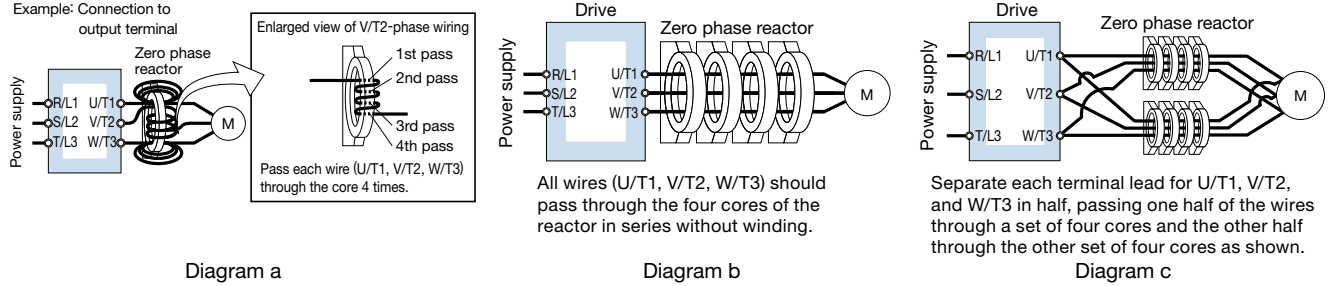 Example: Connection to
output terminal
Zero phase
reactor
Power supply
R/L1 U/T1
S/L2 V/T2
T/L3 W/T3
M
Enlarged view of V/T2-phase wiring
1st pass
2nd pass
3rd pass
4th pass
Pass each wire (U/T1, V/T2, W/T3)
through the core 4 times.
Diagram a
Drive
Zero phase reactor
Power supply
R/L1 U/T1
S/L2 V/T2
T/L3 W/T3
M
All wires (U/T1, V/T2, W/T3) should
pass through the four cores of the
reactor in series without winding.
Diagram b
Drive
Zero phase reactor
Power supply
R/L1 U/T1
S/L2 V/T2
T/L3 W/T3
M
Separate each terminal lead for U/T1, V/T2,
and W/T3 in half, passing one half of the wires
through a set of four cores and the other half
through the other set of four cores as shown.
Diagram c